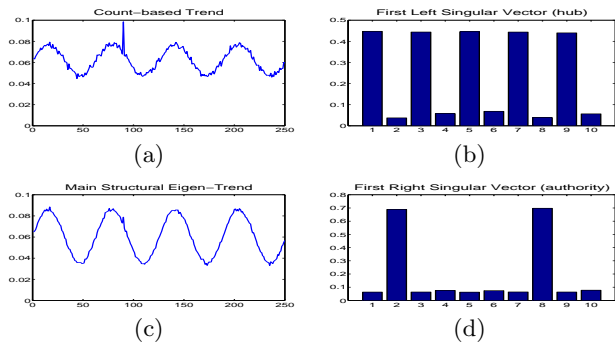 Count-based Trend
0.1
0.08
0.06
0.04
0.02
0
0 50 100 150 200 250
(a)
First Left Singular Vector (hub)
0.5
0.4
0.3
0.2
0.1
0
1 2 3 4 5 6 7 8 9 10
(b)
Main Structural Eigen-Trend
0.1
0.08
0.06
0.04
0.02
0
0 50 100 150 200 250
(c)
First Right Singular Vector (authority)
0.8
0.7
0.6
0.5
0.4
0.3
0.2
0.1
0
1 2 3 4 5 6 7 8 9 10
(d)